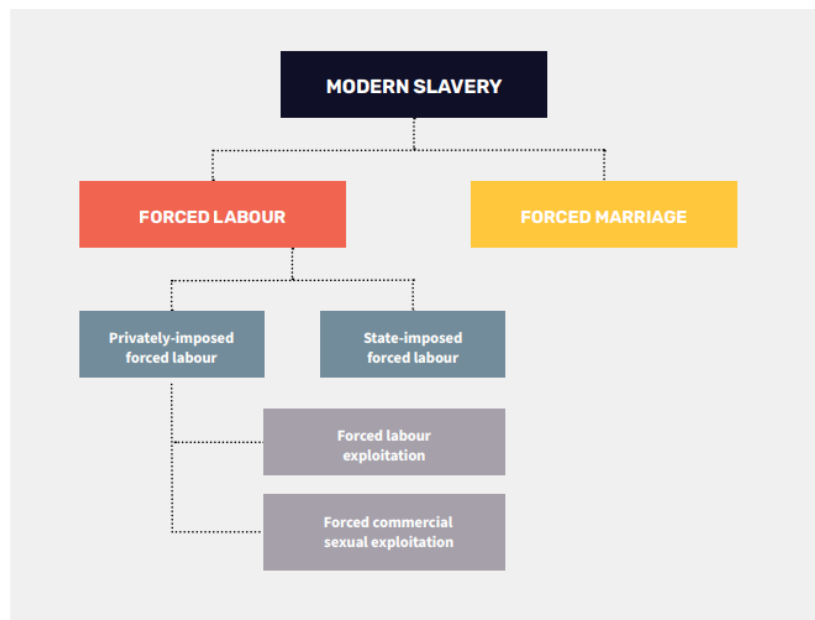 MODERN SLAVERY
FORCED LABOUR
FORCED MARRIAGE
Privately-imposed
forced labour
State-imposed
forced labour
Forced labour
exploitation
Forced commercial
sexual exploitation